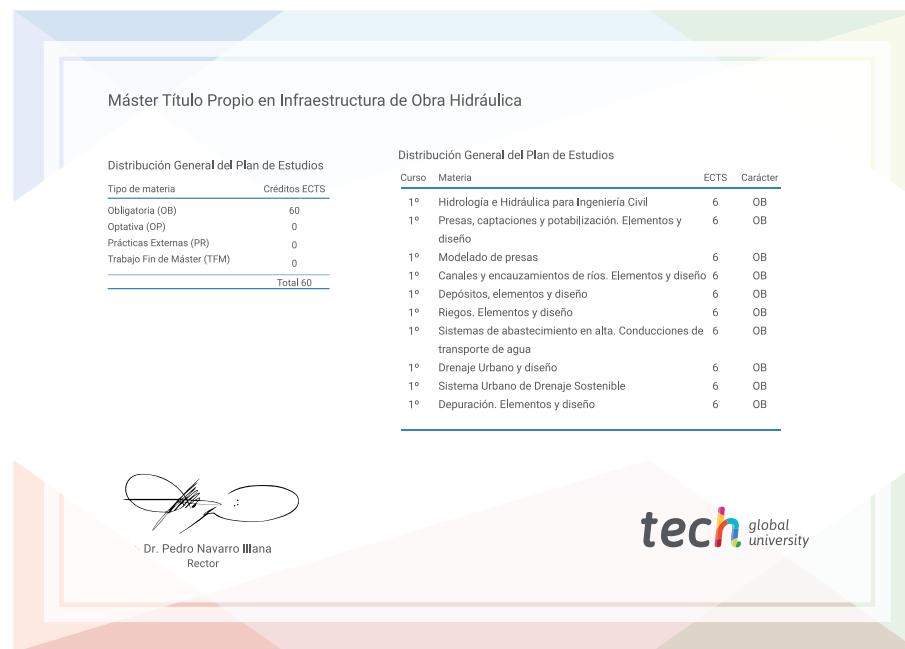 Máster Título Propio en Infraestructura de Obra Hidráulica
Distribución General del Plan de Estudios
Tipo de materia Créditos ECTS
Obligatoria (OB) 60
Optativa (OP) 0
Prácticas Externas (PR) 0
Trabajo Fin de Máster (TFM) 0
Total 60
Distribución General del Plan de Estudios
Curso Materia ECTS Carácter
1º Hidrología e Hidráulica para Ingeniería Civil 6 OB
1º Presas, captaciones y potabilización. Elementos y 6 OB
diseño
1º Modelado de presas 6 OB
1º Canales y encauzamientos de ríos. Elementos y diseño 6 OB
1º Depósitos, elementos y diseño 6 OB
1º Riegos. Elementos y diseño 6 OB
1º Sistemas de abastecimiento en alta. Conducciones de 6 OB
transporte de agua
1º Drenaje Urbano y diseño 6 OB
1º Sistema Urbano de Drenaje Sostenible 6 OB
1º Depuración. Elementos y diseño 6 OB
Dr. Pedro Navarro Illana
Rector
tech global
university